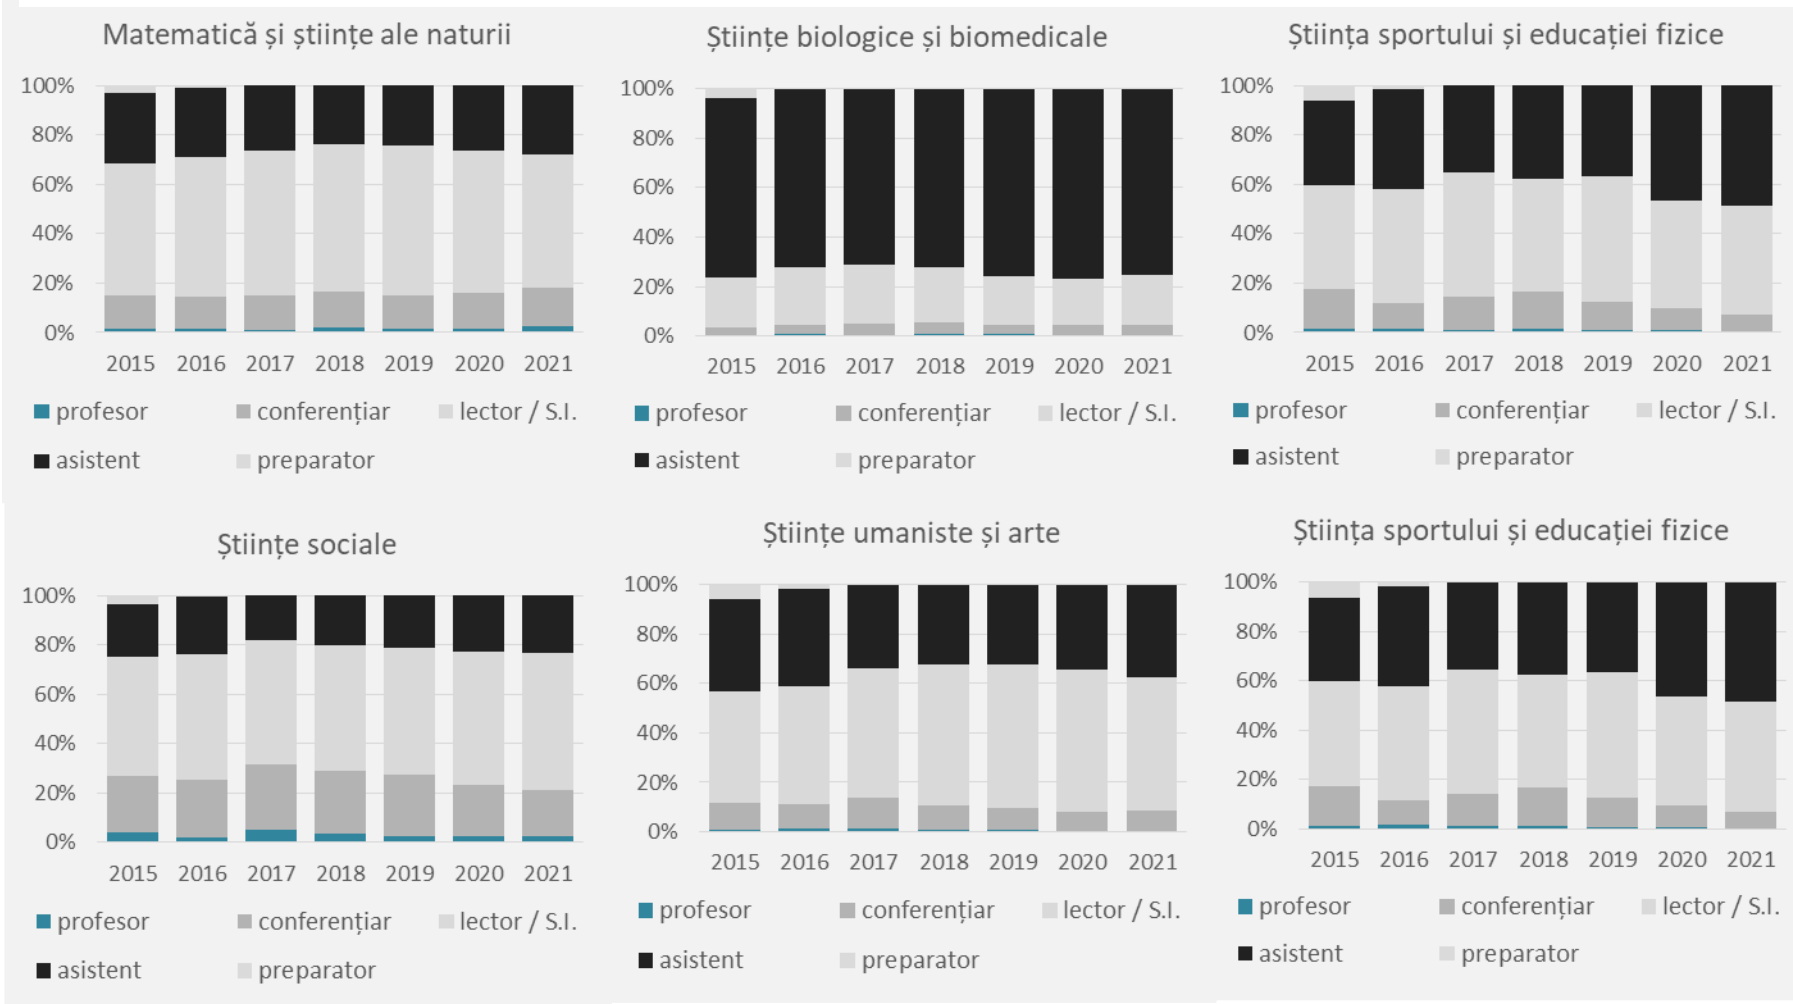 Matematică și științe ale naturii
100%
80%
60%
40%
20%
0%
2015 2016 2017 2018 2019 2020 2021
profesor conferențiar lector / S.I.
asistent preparator
Științe biologice și biomedicale
100%
80%
60%
40%
20%
0%
2015 2016 2017 2018 2019 2020 2021
profesor conferențiar lector / S.I.
asistent preparator
Știința sportului și educației fizice
100%
80%
60%
40%
20%
0%
2015 2016 2017 2018 2019 2020 2021
profesor conferențiar lector / S.I.
asistent preparator
Științe sociale
100%
80%
60%
40%
20%
0%
2015 2016 2017 2018 2019 2020 2021
profesor conferențiar lector / S.I.
asistent preparator
Științe umaniste și arte
100%
80%
60%
40%
20%
0%
2015 2016 2017 2018 2019 2020 2021
profesor conferențiar lector / S.I.
asistent preparator
Știința sportului și educației fizice
100%
80%
60%
40%
20%
0%
2015 2016 2017 2018 2019 2020 2021
profesor conferențiar lector / S.I.
asistent preparator